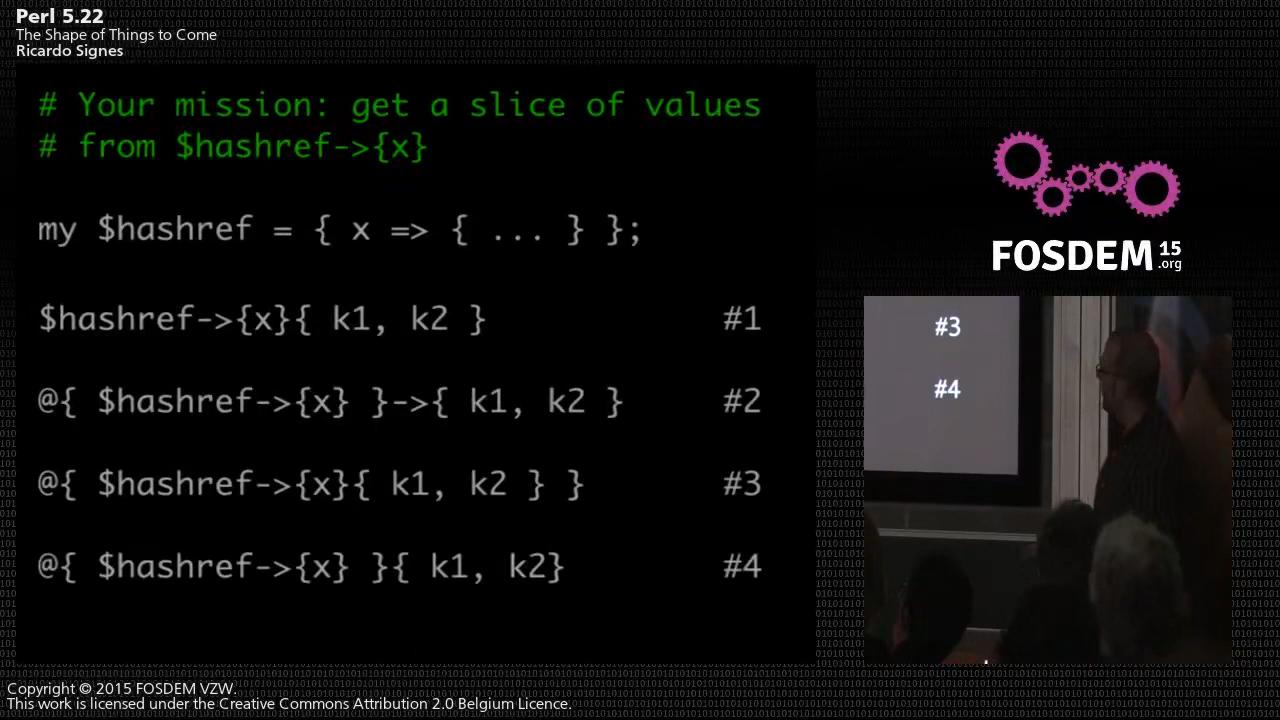 Perl 5.22
The Shape of Things to Come
Ricardo Signes
# Your mission: get a slice of values
# from $hashref->{x}
my $hashref = { x => { ... } };
$hashref->{x}{ k1, k2 } #1
@{ $hashref->{x} }->{ k1, k2 } #2
@{ $hashref->{x}{ k1, k2 } } #3
@{ $hashref->{x} }{ k1, k2} #4
FOSDEM 15
.org
#3
#4
Copyright © 2015 FOSDEM VZW.
This work is licensed under the Creative Commons Attribution 2.0 Belgium Licence.